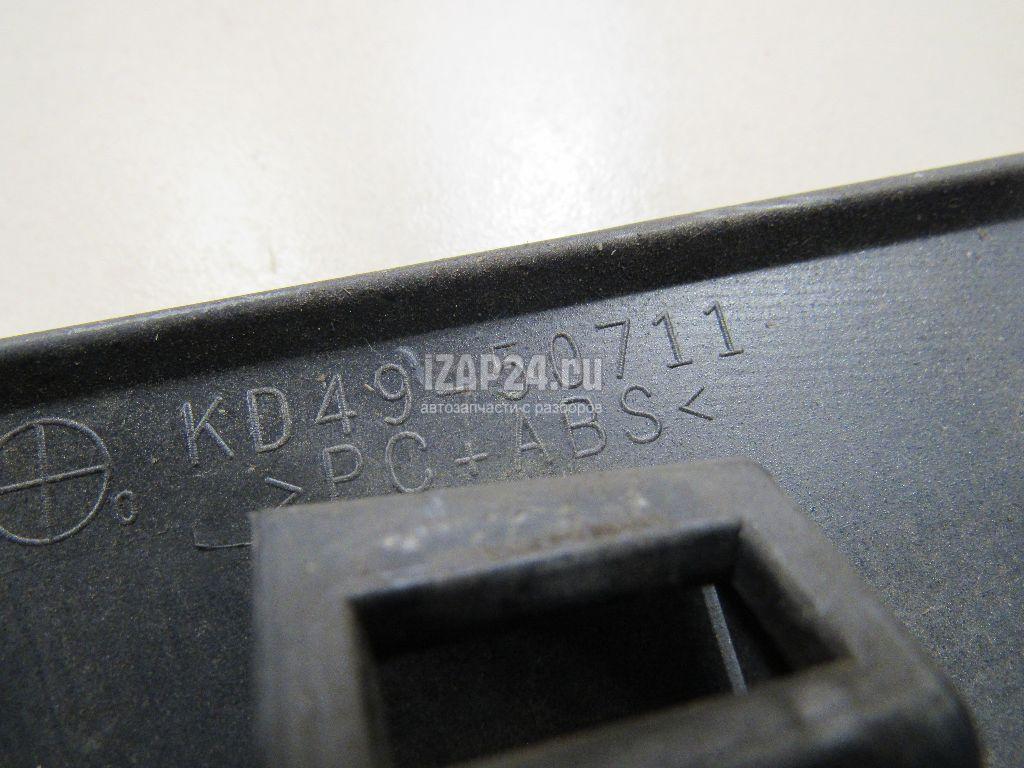 KD49 50711
>PC+ABS<
C
iZAP24.ru
автозапчасти с разборов